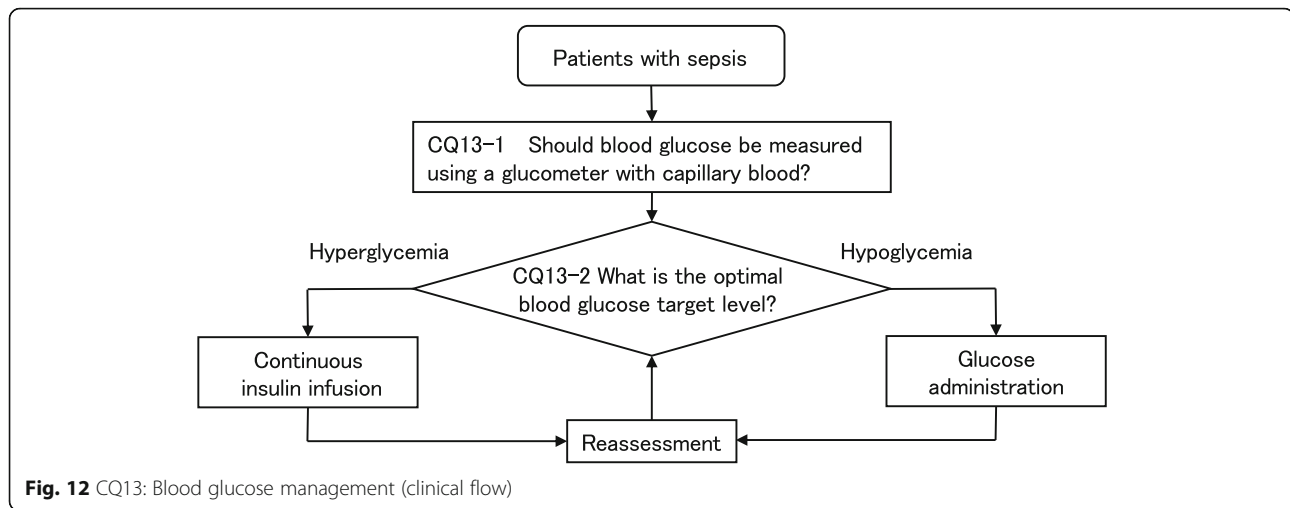 Patients with sepsis
CQ13-1 Should blood glucose be measured
using a glucometer with capillary blood?
Hyperglycemia
Hypoglycemia
CQ13-2 What is the optimal
blood glucose target level?
Continuous
insulin infusion
Glucose
administration
Reassessment
Fig. 12 CQ13: Blood glucose management (clinical flow)